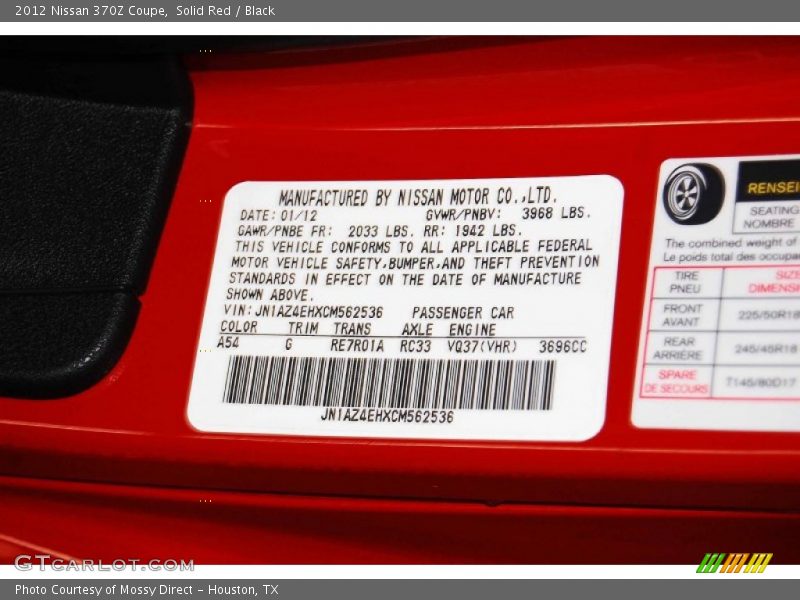 2012 Nissan 370Z Coupe,  Solid Red / Black
MANUFACTURED BY NISSAN MOTOR CO.,LTD.
DATE: 01/12 GVWR/PNBV: 3968 LBS.
GAWR/PNBE FR: 2033 LBS. RR: 1942 LBS.
THIS VEHICLE CONFORMS TO ALL APPLICABLE FEDERAL
MOTOR VEHICLE SAFETY,BUMPER,AND THEFT PREVENTION
STANDARDS IN EFFECT ON THE DATE OF MANUFACTURE
SHOWN ABOVE.
VIN: JN1AZ4EHXCM562536 PASSENGER CAR
COLOR TRIM TRANS AXLE ENGINE
A54 G RE7R01A RC33 VQ37(VHR) 3696CC
JN1AZ4EHXCM562536
RENSEI
SEATING
NOMBRE
The combined weight of
Le poids total des occupa
TIRE SIZE
PNEU DIMENSI
FRONT 225/50R18
AVANT
REAR 245/45R18
ARRIÈRE
SPARE T145/80D17
DE SECOURS
GTCARLOT.COM
Photo Courtesy of Mossy Direct – Houston, TX